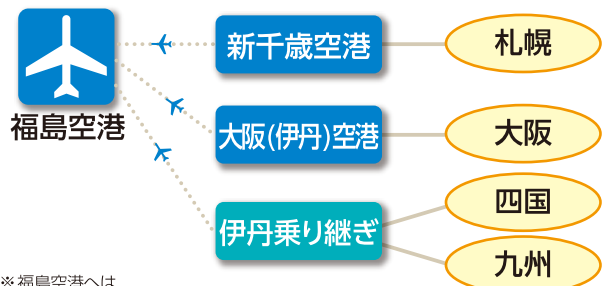 福島空港
新千歳空港
札幌
大阪(伊丹)空港
大阪
伊丹乗り継ぎ
四国
九州
※福島空港へは